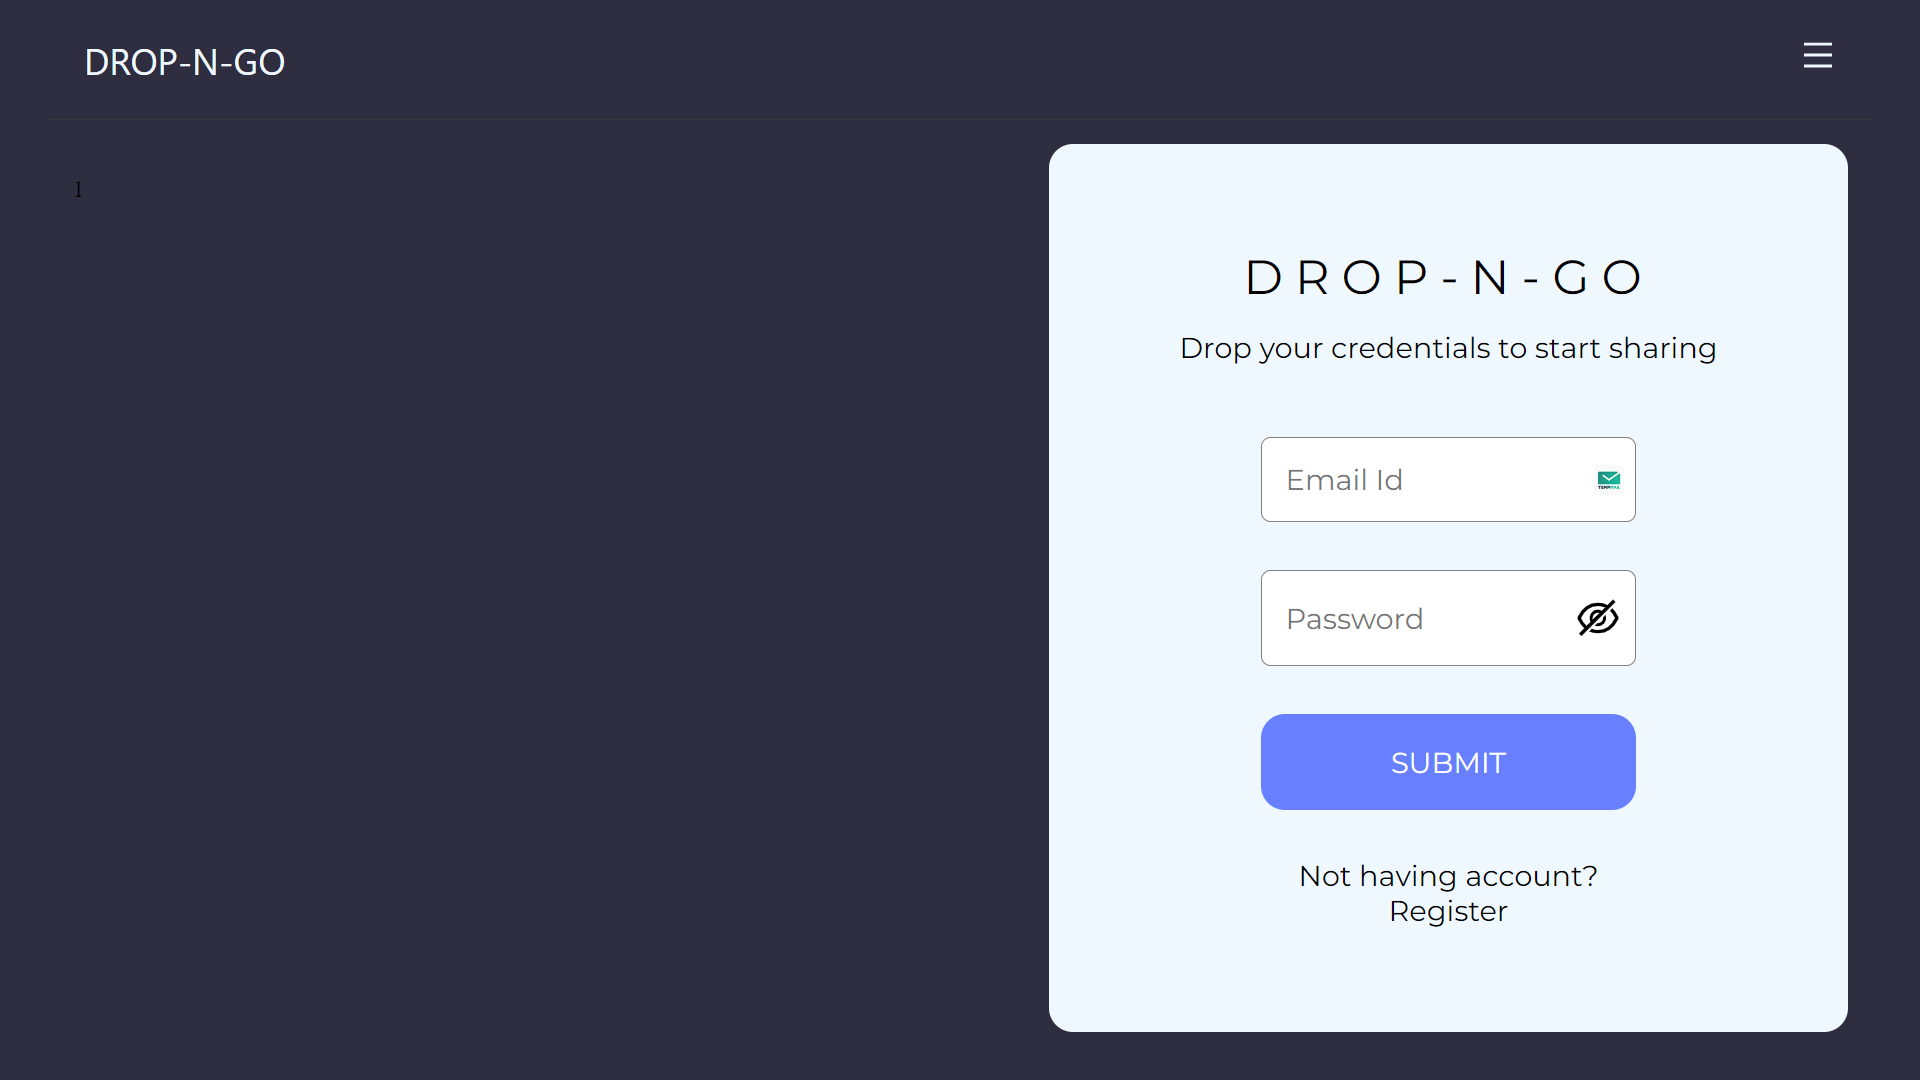 DROP-N-GO
1
DROP-N-GO
Drop your credentials to start sharing
Email Id
TEMPMAIL
Password
SUBMIT
Not having account?
Register